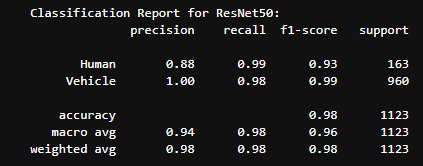 Classification Report for ResNet50:
precision recall f1-score support
Human 0.88 0.99 0.93 163
Vehicle 1.00 0.98 0.99 960
accuracy 0.98 1123
macro avg 0.94 0.98 0.96 1123
weighted avg 0.98 0.98 0.98 1123